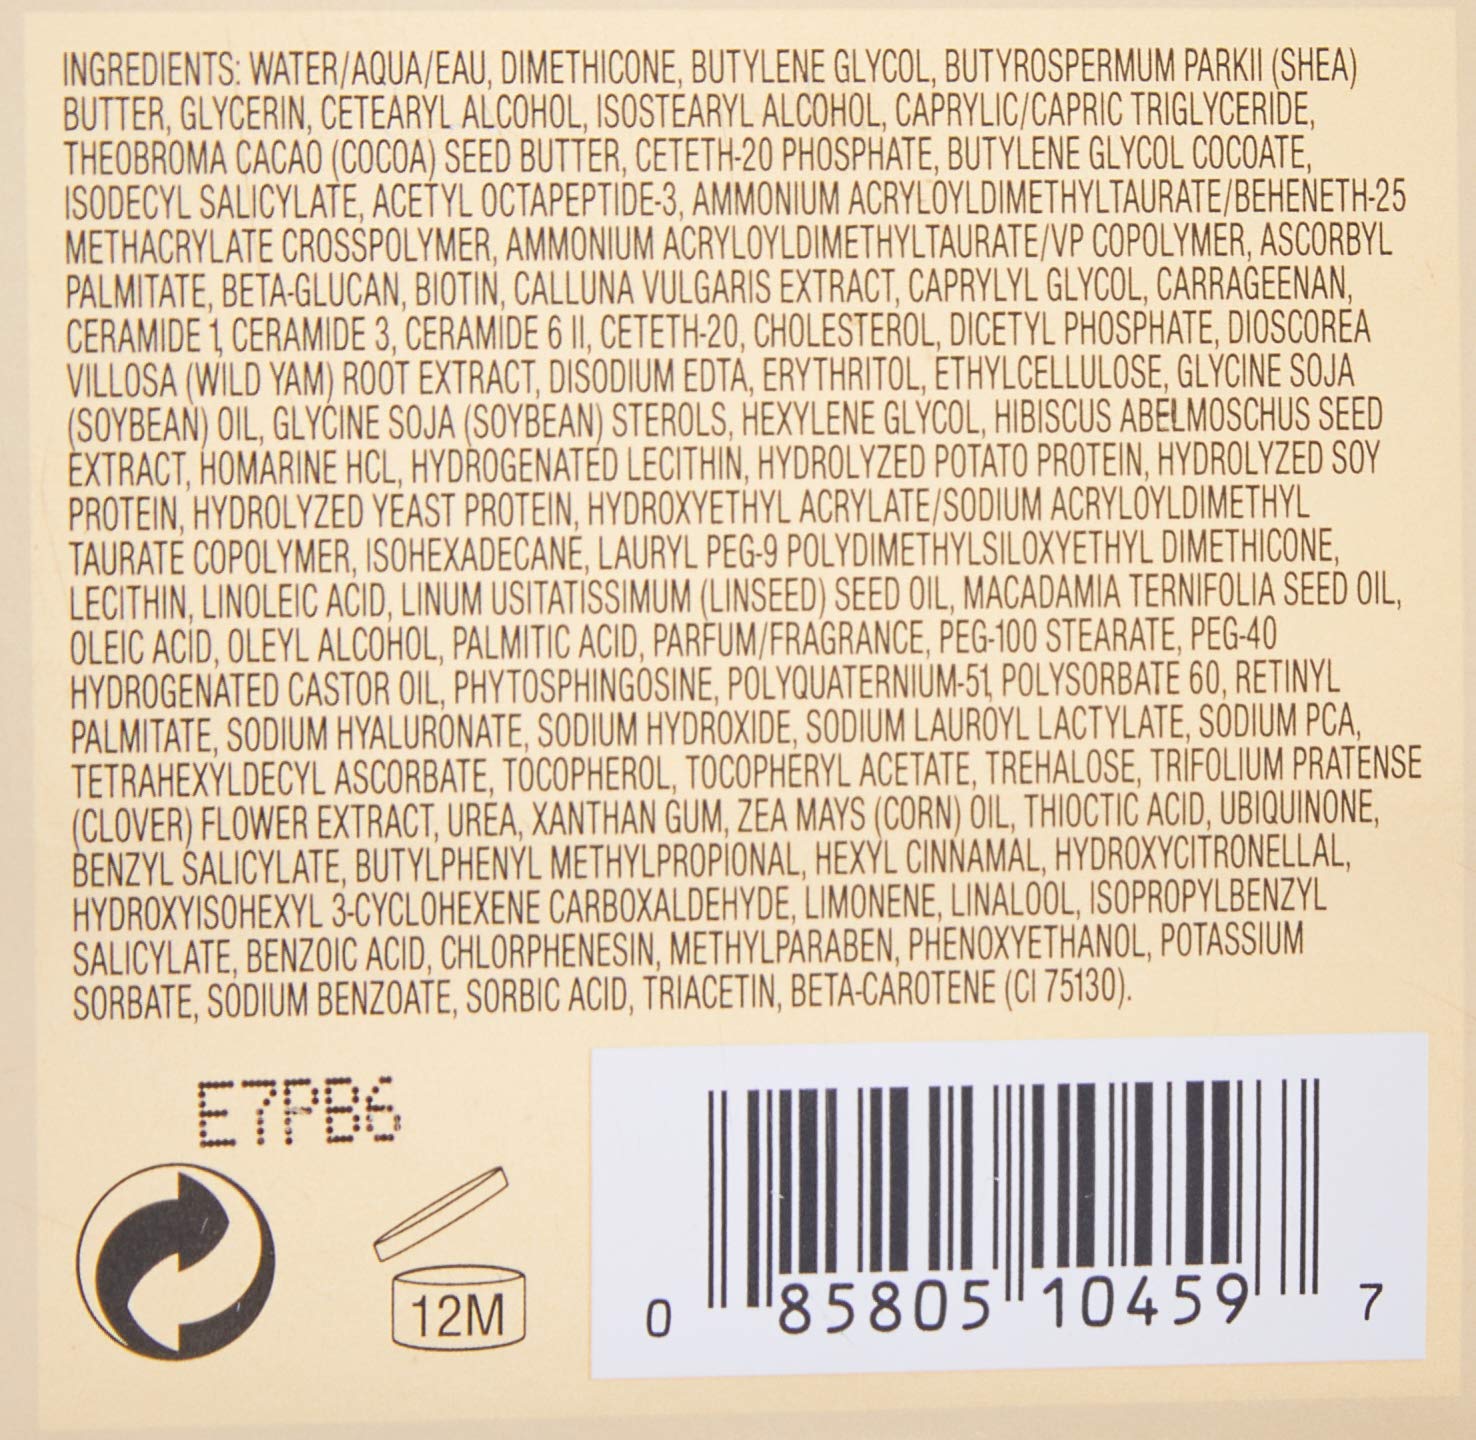 INGREDIENTS: WATER/AQUA/EAU, DIMETHICONE, BUTYLENE GLYCOL, BUTYROSPERMUM PARKII (SHEA)
BUTTER, GLYCERIN, CETEARYL ALCOHOL, ISOSTEARYL ALCOHOL, CAPRYLIC/CAPRIC TRIGLYCERIDE,
THEOBROMA CACAO (COCOA) SEED BUTTER, CETETH-20 PHOSPHATE, BUTYLENE GLYCOL COCOATE,
ISODECYL SALICYLATE, ACETYL OCTAPEPTIDE-3, AMMONIUM ACRYLOYLDIMETHYLTAURATE/BEHENETH-25
METHACRYLATE CROSSPOLYMER, AMMONIUM ACRYLOYLDIMETHYLTAURATE/VP COPOLYMER, ASCORBYL
PALMITATE, BETA-GLUCAN, BIOTIN, CALLUNA VULGARIS EXTRACT, CAPRYLYL GLYCOL, CARRAGEENAN,
CERAMIDE 1, CERAMIDE 3, CERAMIDE 6 II, CETETH-20, CHOLESTEROL, DICETYL PHOSPHATE, DIOSCOREA
VILLOSA (WILD YAM) ROOT EXTRACT, DISODIUM EDTA, ERYTHRITOL, ETHYLCELLULOSE, GLYCINE SOJA
(SOYBEAN) OIL, GLYCINE SOJA (SOYBEAN) STEROLS, HEXYLENE GLYCOL, HIBISCUS ABELMOSCHUS SEED
EXTRACT, HOMARINE HCL, HYDROGENATED LECITHIN, HYDROLYZED POTATO PROTEIN, HYDROLYZED SOY
PROTEIN, HYDROLYZED YEAST PROTEIN, HYDROXYETHYL ACRYLATE/SODIUM ACRYLOYLDIMETHYL
TAURATE COPOLYMER, ISOHEXADECANE, LAURYL PEG-9 POLYDIMETHYLSILOXYETHYL DIMETHICONE,
LECITHIN, LINOLEIC ACID, LINUM USITATISSIMUM (LINSEED) SEED OIL, MACADAMIA TERNIFOLIA SEED OIL,
OLEIC ACID, OLEYL ALCOHOL, PALMITIC ACID, PARFUM/FRAGRANCE, PEG-100 STEARATE, PEG-40
HYDROGENATED CASTOR OIL, PHYTOSPHINGOSINE, POLYQUATERNIUM-51, POLYSORBATE 60, RETINYL
PALMITATE, SODIUM HYALURONATE, SODIUM HYDROXIDE, SODIUM LAUROYL LACTYLATE, SODIUM PCA,
TETRAHEXYLDECYL ASCORBATE, TOCOPHEROL, TOCOPHERYL ACETATE, TREHALOSE, TRIFOLIUM PRATENSE
(CLOVER) FLOWER EXTRACT, UREA, XANTHAN GUM, ZEA MAYS (CORN) OIL, THIOCTIC ACID, UBIQUINONE,
BENZYL SALICYLATE, BUTYLPHENYL METHYLPROPIONAL, HEXYL CINNAMAL, HYDROXYCITRONELLAL,
HYDROXYISOHEXYL 3-CYCLOHEXENE CARBOXALDEHYDE, LIMONENE, LINALOOL, ISOPROPYLBENZYL
SALICYLATE, BENZOIC ACID, CHLORPHENESIN, METHYLPARABEN, PHENOXYETHANOL, POTASSIUM
SORBATE, SODIUM BENZOATE, SORBIC ACID, TRIACETIN, BETA-CAROTENE (CI 75130).
E7PB6
12M
0 85805 10459 7